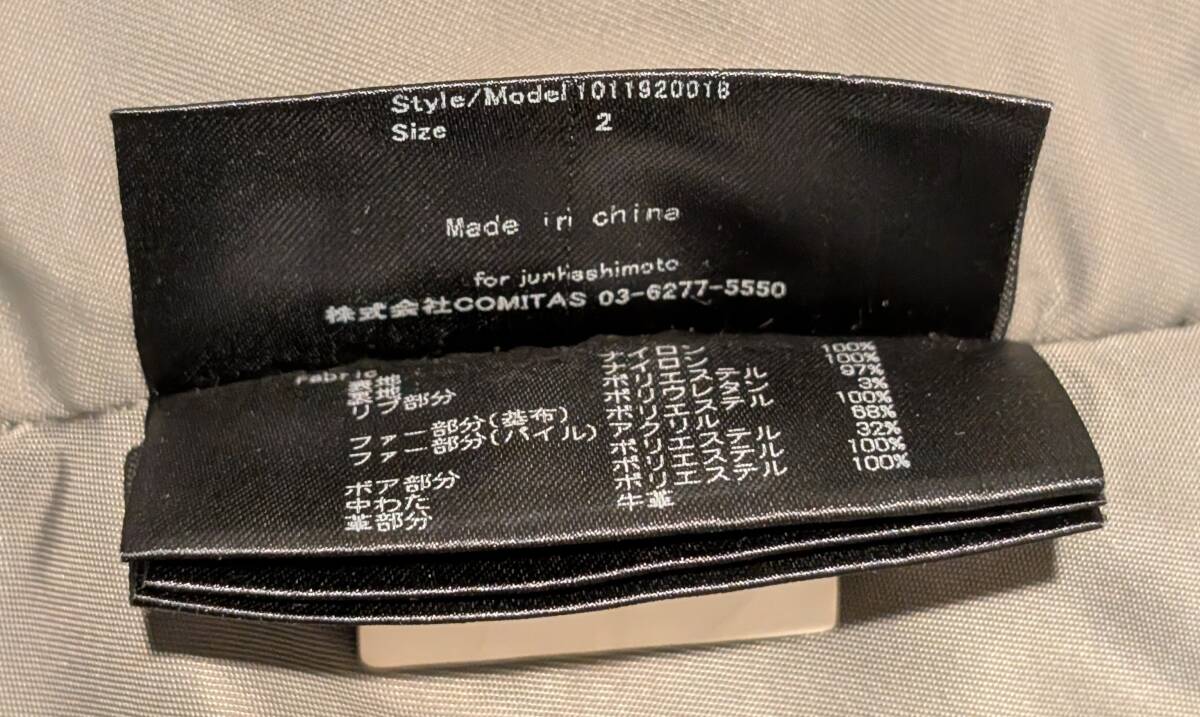 Style/Model 1011920018
Size 2
Made in china
for junhashimoto
株式会社COMITAS 03-6277-5550
Fabric
表地 ナイロン 100%
裏地 ナイロン 100%
リブ部分 ポリエステル 97%
ポリウレタン 3%
ファー部分(基布) ポリエステル 100%
ファー部分(パイル) アクリル 68%
ポリエステル 32%
ボア部分 ポリエステル 100%
中わた ポリエステル 100%
革部分 牛革